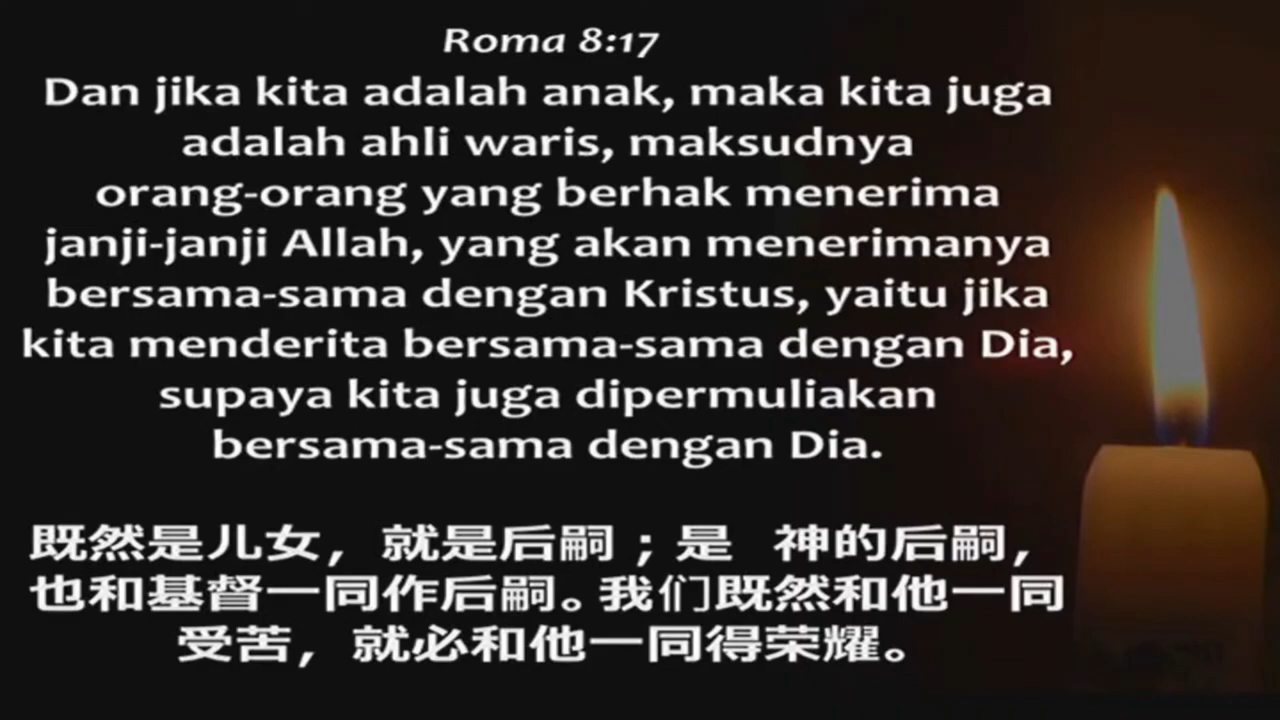 Roma 8:17
Dan jika kita adalah anak, maka kita juga
adalah ahli waris, maksudnya
orang-orang yang berhak menerima
janji-janji Allah, yang akan menerimanya
bersama-sama dengan Kristus, yaitu jika
kita menderita bersama-sama dengan Dia,
supaya kita juga dipermuliakan
bersama-sama dengan Dia.
既然是儿女，就是后嗣；是 神的后嗣，
也和基督一同作后嗣。我们既然和他一同
受苦，就必和他一同得荣耀。